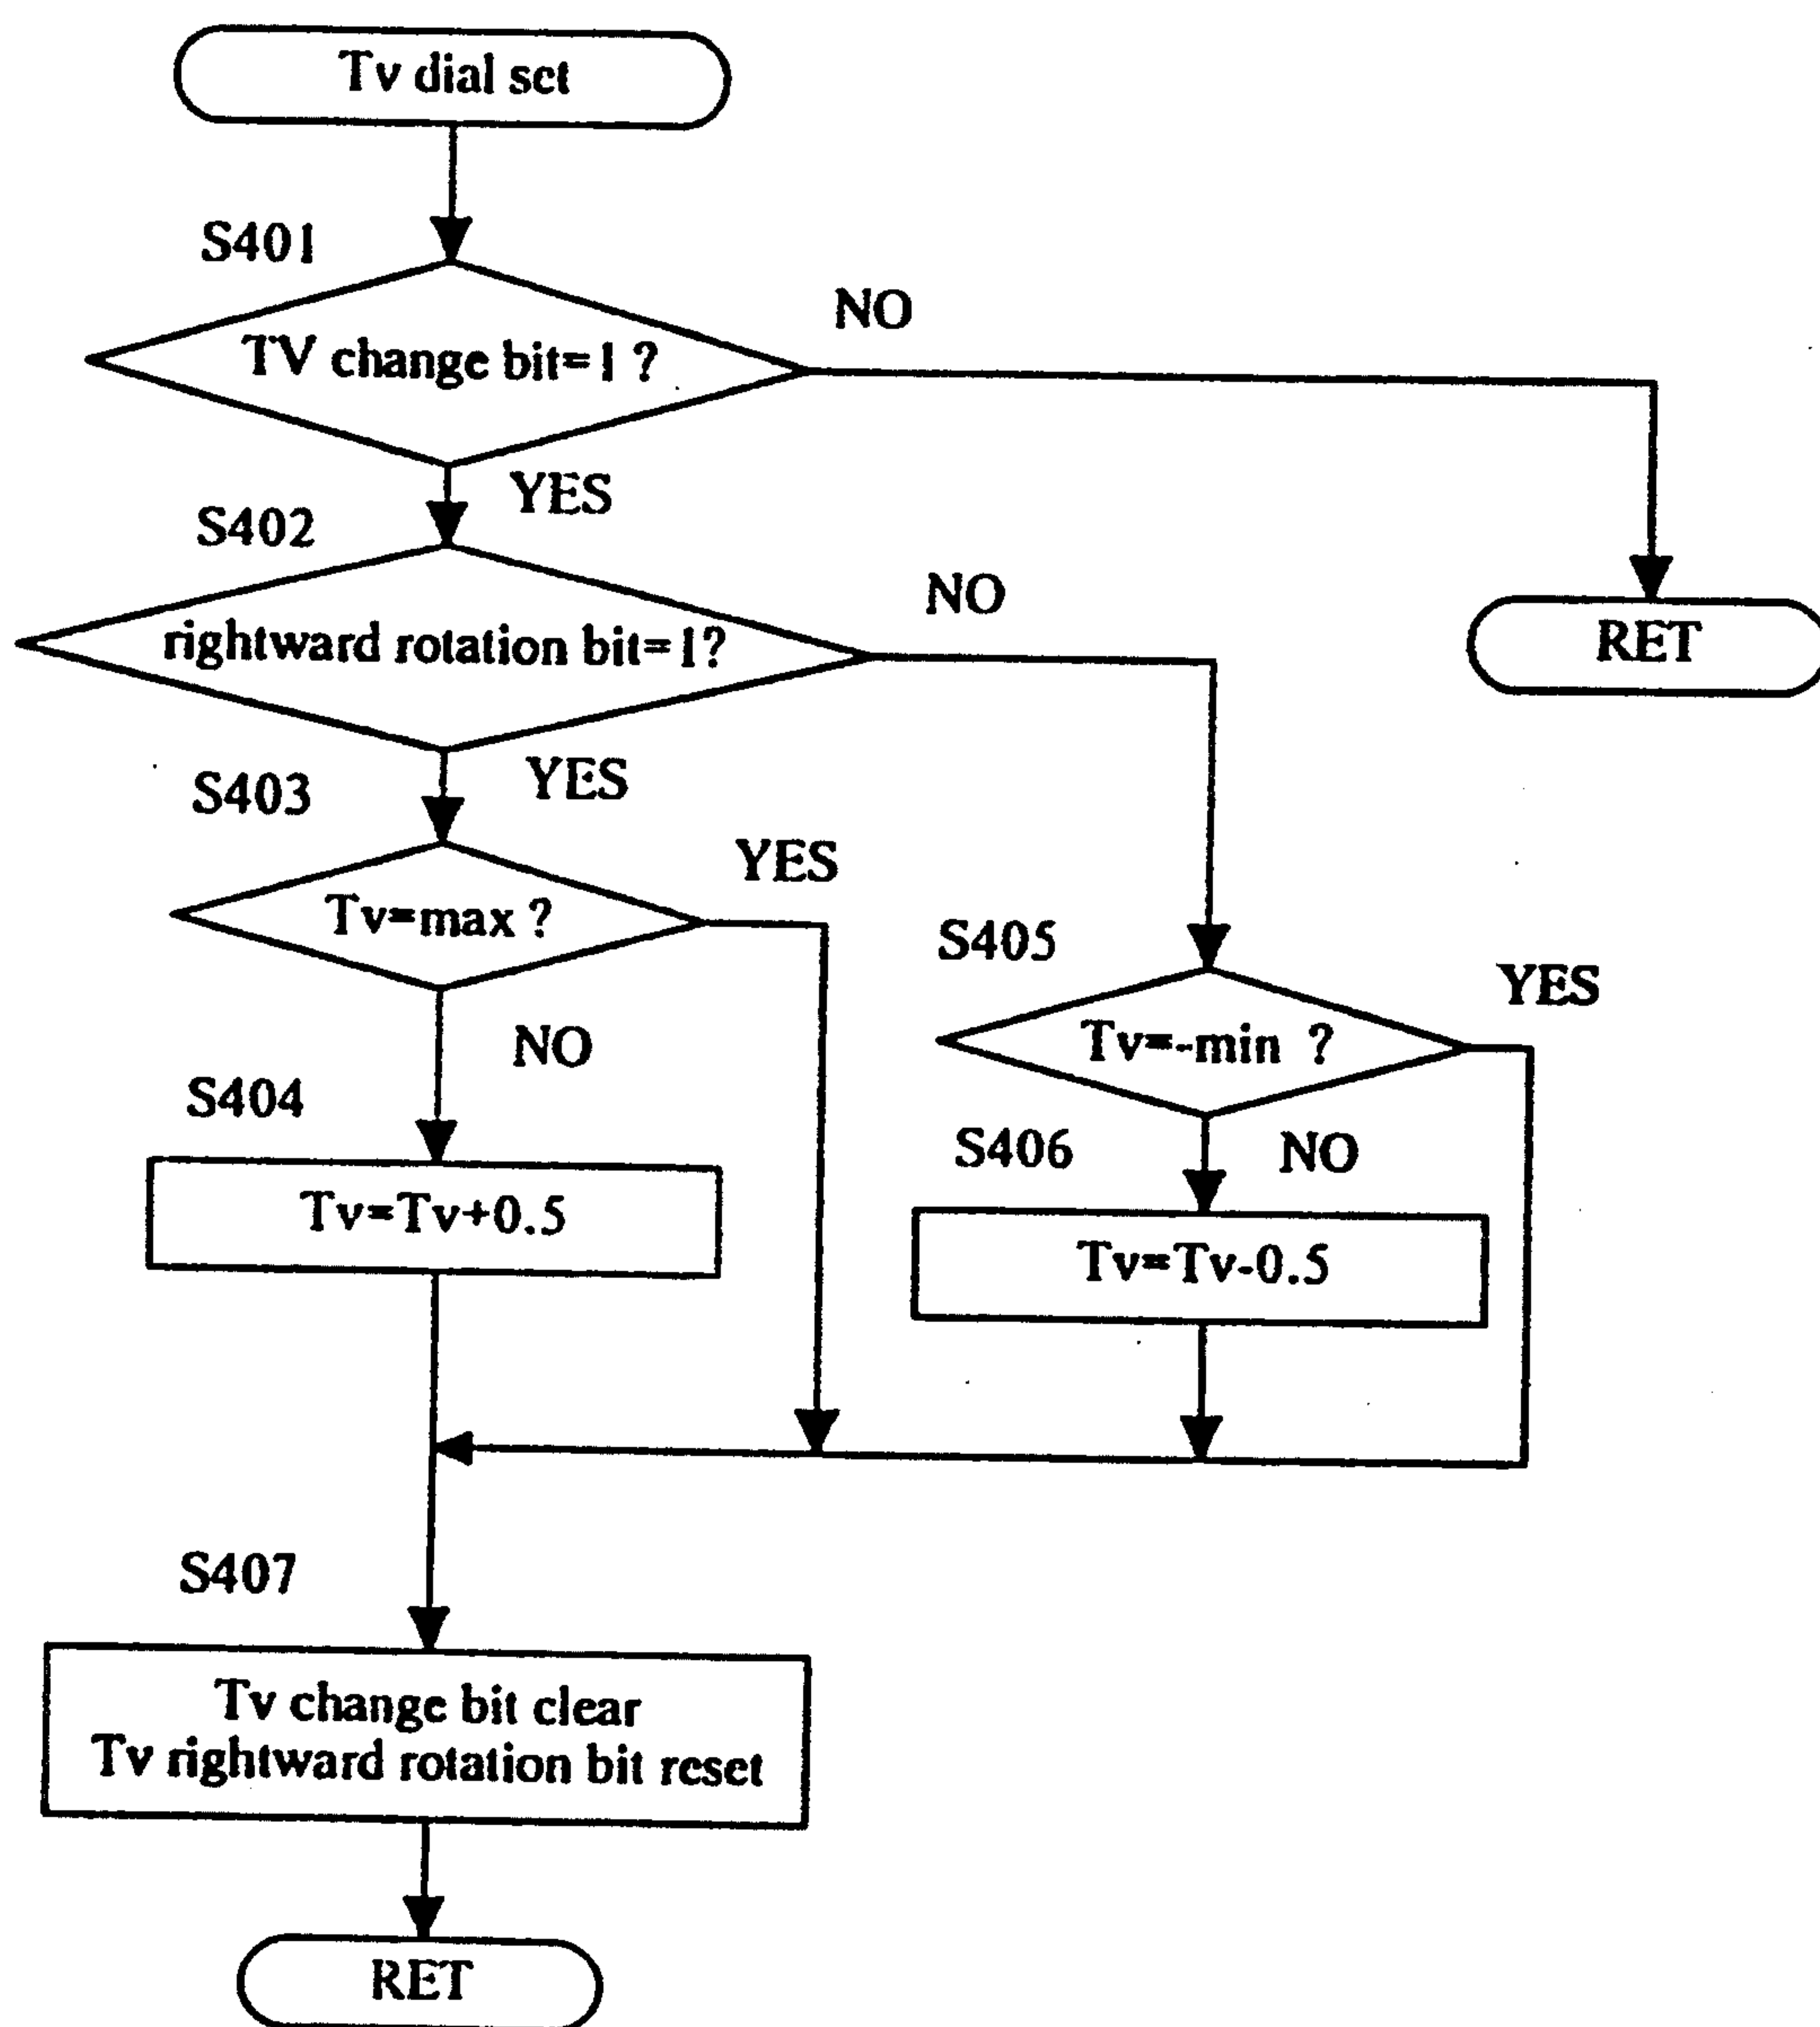 Tv dial set
S401
TV change bit=1 ?
NO
YES
S402
rightward rotation bit=1?
NO
RET
YES
S403
Tv=max ?
YES
S405
Tv=-min ?
YES
NO
S404
Tv=Tv+0.5
S406
NO
Tv=Tv-0.5
S407
Tv change bit clear
Tv rightward rotation bit reset
RET